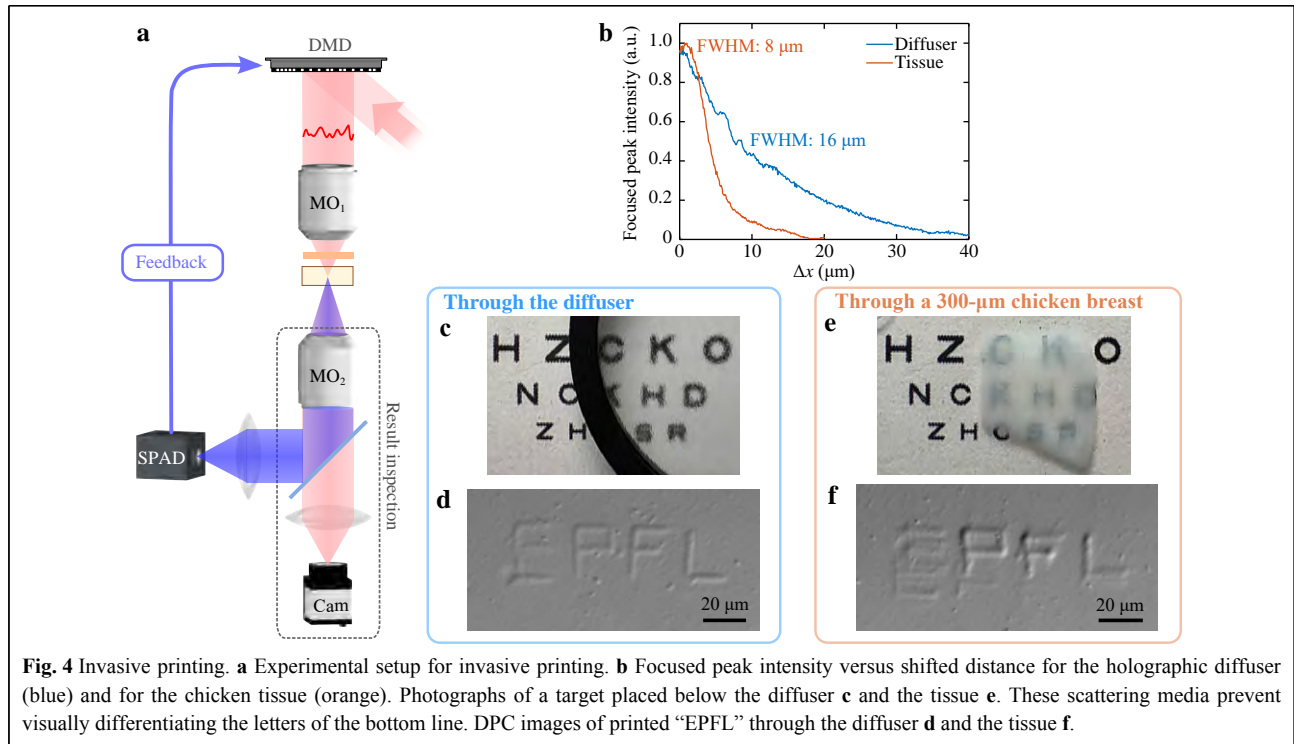 a
DMD
MO₁
Feedback
MO₂
SPAD
Cam
Result inspection
b
1.0
0.8
0.6
0.4
0.2
0
0
10
20
30
40
Focused peak intensity (a.u.)
Δx (μm)
FWHM: 8 μm
FWHM: 16 μm
Diffuser
Tissue
Through the diffuser
c
H Z C K O
N C K H D
Z H S R
d
EPFL
20 μm
Through a 300-μm chicken breast
e
H Z C K O
N C K H D
Z H C S R
f
EPFL
20 μm
Fig. 4 Invasive printing. a Experimental setup for invasive printing. b Focused peak intensity versus shifted distance for the holographic diffuser
(blue) and for the chicken tissue (orange). Photographs of a target placed below the diffuser c and the tissue e. These scattering media prevent
visually differentiating the letters of the bottom line. DPC images of printed “EPFL” through the diffuser d and the tissue f.